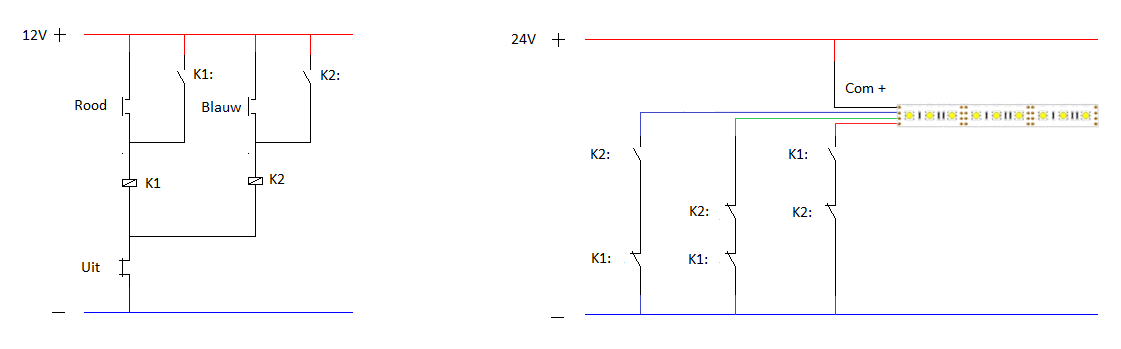 12V +
K1:
K2:
Rood
Blauw
K1
K2
Uit
—
24V +
Com +
K2:
K1:
K2:
K2:
K1:
K1:
—